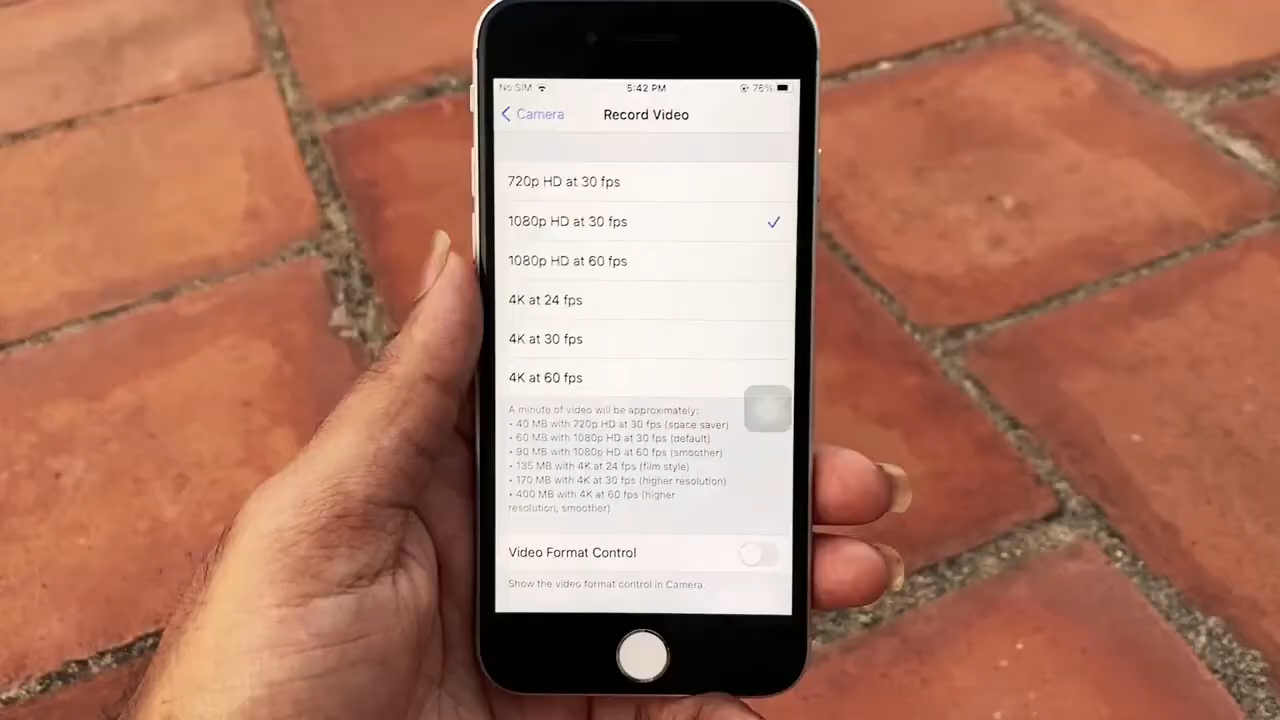 No SIM 5:42 PM 76%
Camera Record Video
720p HD at 30 fps
1080p HD at 30 fps
1080p HD at 60 fps
4K at 24 fps
4K at 30 fps
4K at 60 fps
A minute of video will be approximately:
• 40 MB with 720p HD at 30 fps (space saver)
• 60 MB with 1080p HD at 30 fps (default)
• 90 MB with 1080p HD at 60 fps (smoother)
• 135 MB with 4K at 24 fps (film style)
• 170 MB with 4K at 30 fps (higher resolution)
• 400 MB with 4K at 60 fps (higher
resolution, smoother)
Video Format Control
Show the video format control in Camera.